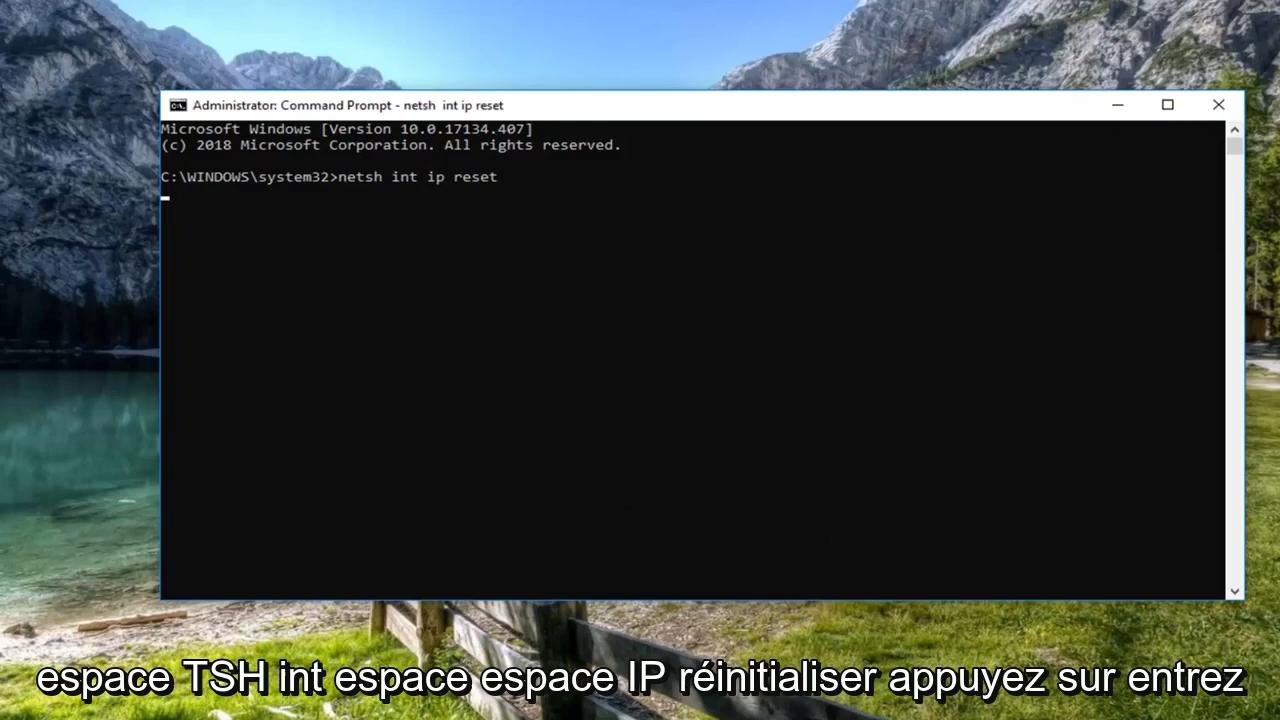 Administrator: Command Prompt - netsh  int ip reset
Microsoft Windows [Version 10.0.17134.407]
(c) 2018 Microsoft Corporation. All rights reserved.
C:\WINDOWS\system32>netsh int ip reset
espace TSH int espace espace IP réinitialiser appuyez sur entrez